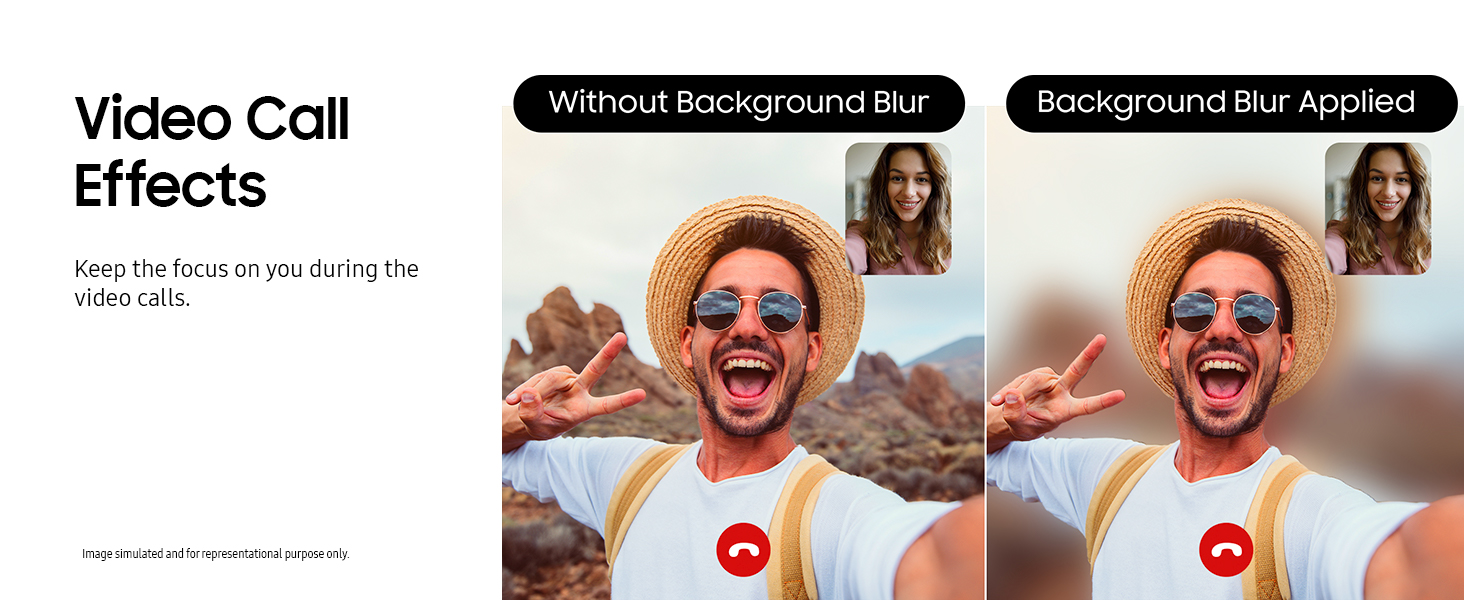 Video Call
Effects
Keep the focus on you during the
video calls.
Image simulated and for representational purpose only.
Without Background Blur
Background Blur Applied